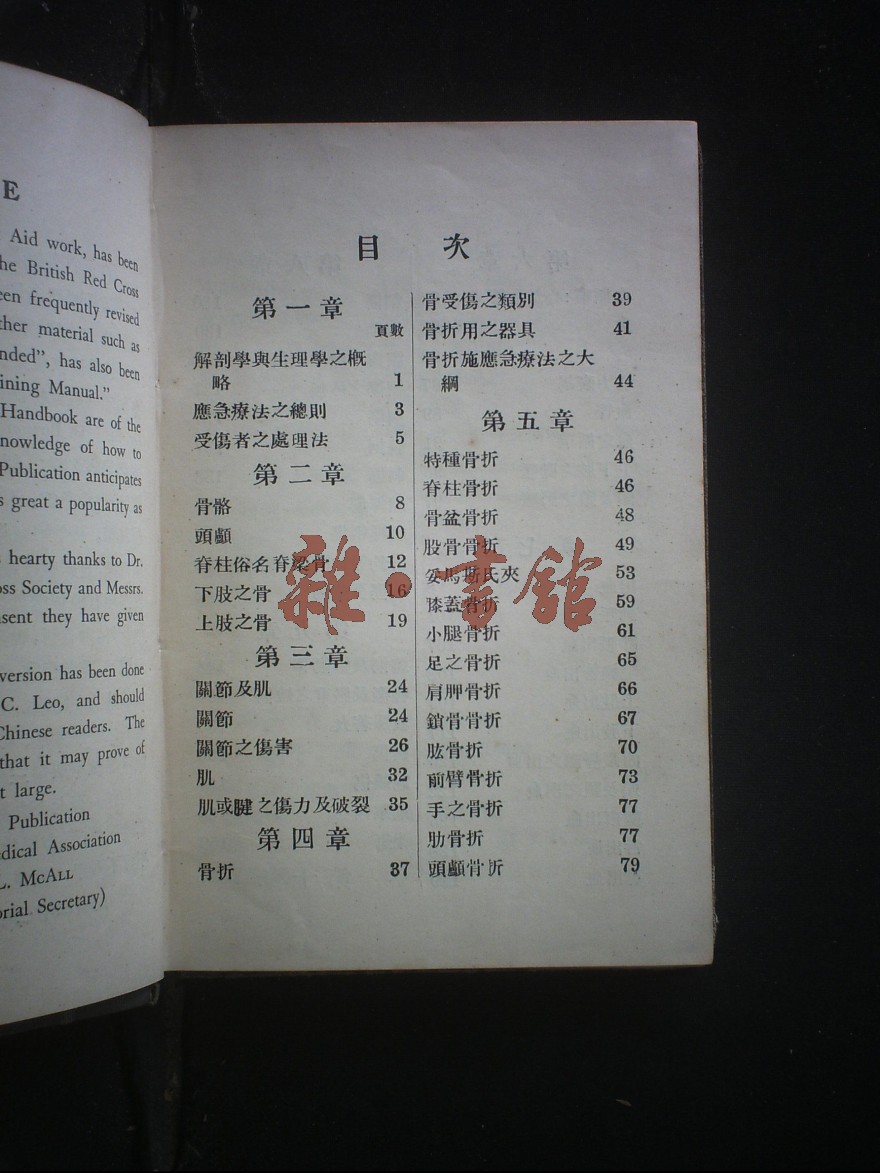 E
Aid work, has been
he British Red Cross
een frequently revised
ther material such as
nded”, has also been
ining Manual.”
Handbook are of the
nowledge of how to
Publication anticipates
s great a popularity as
s hearty thanks to Dr.
oss Society and Messrs.
nsent they have given
version has been done
C. Leo, and should
Chinese readers. The
that it may prove of
t large.
Publication
edical Association
L. McAll
orial Secretary)
目 次
第一章
頁數
解剖學與生理學之概
略 1
應急療法之總則 3
受傷者之處理法 5
第二章
骨骼 8
頭顱 10
脊柱俗名脊梁骨 12
下肢之骨 16
上肢之骨 19
第三章
關節及肌 24
關節 24
關節之傷害 26
肌 32
肌或腱之傷力及破裂 35
第四章
骨折 37
骨受傷之類別 39
骨折用之器具 41
骨折施應急療法之大
綱 44
第五章
特種骨折 46
脊柱骨折 46
骨盆骨折 48
股骨骨折 49
妥馬斯氏夾 53
膝蓋骨折 59
小腿骨折 61
足之骨折 65
肩胛骨折 66
鎖骨骨折 67
肱骨折 70
前臂骨折 73
手之骨折 77
肋骨折 77
頭顱骨折 79
雜·書館